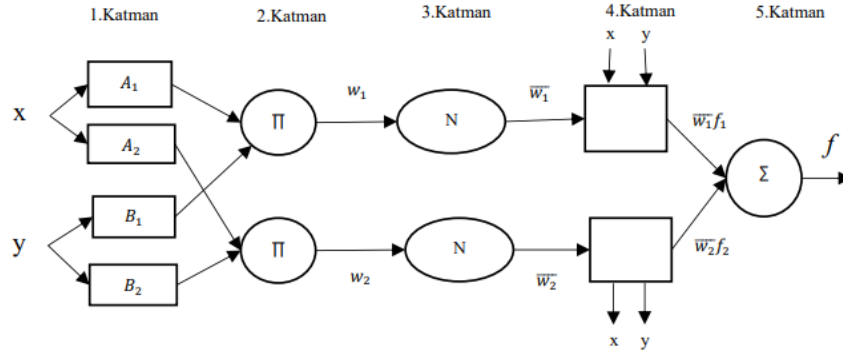 1.Katman 2.Katman 3.Katman 4.Katman 5.Katman
x y
A₁ w₁ w̅₁
x Π N w̅₁f₁
A₂ f
Σ
B₁
y Π N w̅₂f₂
B₂ w₂ w̅₂
x y